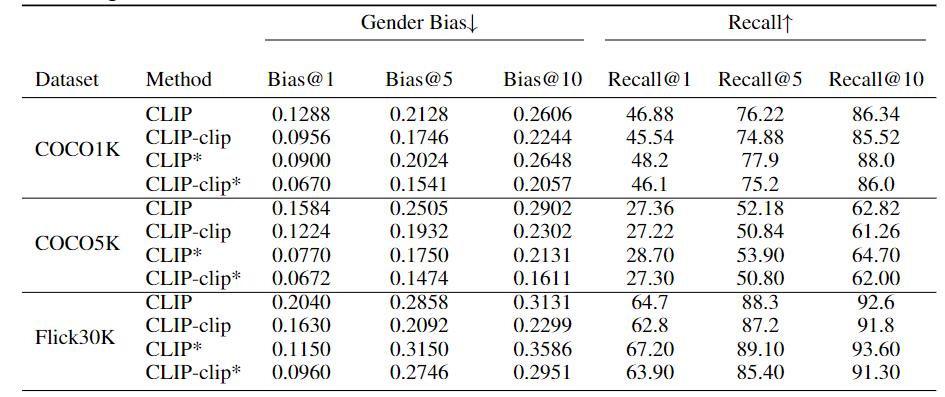 Gender Bias↓ Recall↑
Dataset Method Bias@1 Bias@5 Bias@10 Recall@1 Recall@5 Recall@10
CLIP 0.1288 0.2128 0.2606 46.88 76.22 86.34
CLIP-clip 0.0956 0.1746 0.2244 45.54 74.88 85.52
COCO1K
CLIP* 0.0900 0.2024 0.2648 48.2 77.9 88.0
CLIP-clip* 0.0670 0.1541 0.2057 46.1 75.2 86.0
CLIP 0.1584 0.2505 0.2902 27.36 52.18 62.82
CLIP-clip 0.1224 0.1932 0.2302 27.22 50.84 61.26
COCO5K
CLIP* 0.0770 0.1750 0.2131 28.70 53.90 64.70
CLIP-clip* 0.0672 0.1474 0.1611 27.30 50.80 62.00
CLIP 0.2040 0.2858 0.3131 64.7 88.3 92.6
CLIP-clip 0.1630 0.2092 0.2299 62.8 87.2 91.8
Flick30K
CLIP* 0.1150 0.3150 0.3586 67.20 89.10 93.60
CLIP-clip* 0.0960 0.2746 0.2951 63.90 85.40 91.30